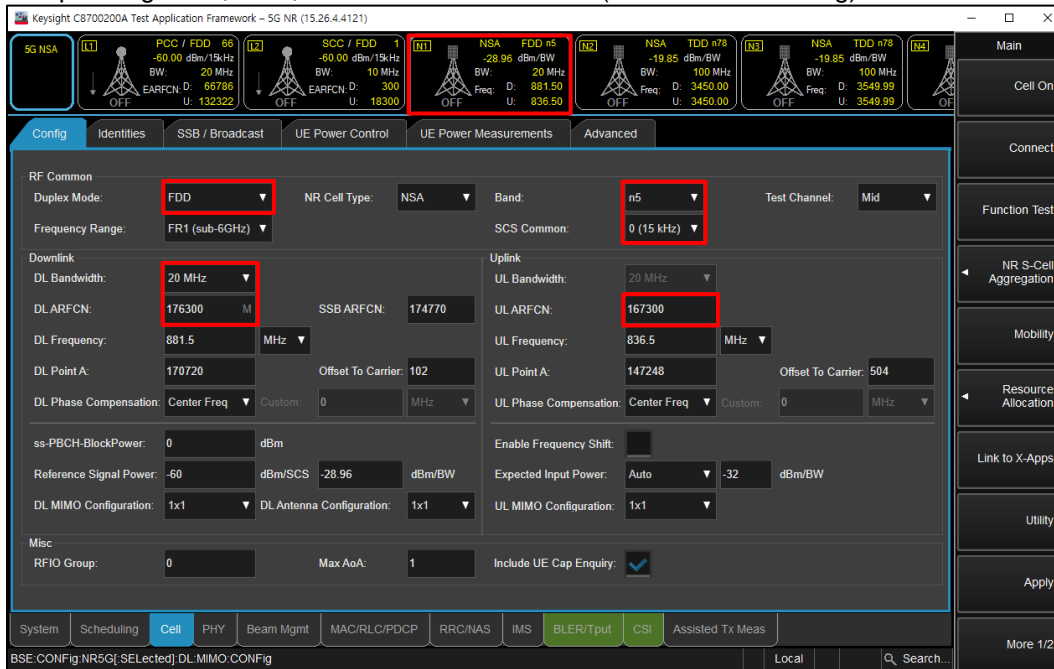 Keysight C8700200A Test Application Framework – 5G NR (15.26.4.4121)
5G NSA
L1 PCC / FDD 66
-60.00 dBm/15kHz
BW: 20 MHz
EARFCN: D: 66786
U: 132322
OFF
L2 SCC / FDD 1
-60.00 dBm/15kHz
BW: 10 MHz
EARFCN: D: 300
U: 18300
OFF
N1 NSA FDD n5
-28.96 dBm/BW
BW: 20 MHz
Freq: D: 881.50
U: 836.50
OFF
N2 NSA TDD n78
-19.85 dBm/BW
BW: 100 MHz
Freq: D: 3450.00
U: 3450.00
OFF
N3 NSA TDD n78
-19.85 dBm/BW
BW: 100 MHz
Freq: D: 3549.99
U: 3549.99
OFF
N4
OF
Main
Cell On
Connect
Function Test
NR S-Cell
Aggregation
Mobility
Resource
Allocation
Link to X-Apps
Utility
Apply
More 1/2
Config Identities SSB / Broadcast UE Power Control UE Power Measurements Advanced
RF Common
Duplex Mode: FDD NR Cell Type: NSA Band: n5 Test Channel: Mid
Frequency Range: FR1 (sub-6GHz) SCS Common: 0 (15 kHz)
Downlink Uplink
DL Bandwidth: 20 MHz UL Bandwidth: 20 MHz
DL ARFCN: 176300 M SSB ARFCN: 174770 UL ARFCN: 167300
DL Frequency: 881.5 MHz UL Frequency: 836.5 MHz
DL Point A: 170720 Offset To Carrier: 102 UL Point A: 147248 Offset To Carrier: 504
DL Phase Compensation: Center Freq Custom: 0 MHz UL Phase Compensation: Center Freq Custom: 0 MHz
ss-PBCH-BlockPower: 0 dBm Enable Frequency Shift:
Reference Signal Power: -60 dBm/SCS -28.96 dBm/BW Expected Input Power: Auto -32 dBm/BW
DL MIMO Configuration: 1x1 DL Antenna Configuration: 1x1 UL MIMO Configuration: 1x1
Misc
RFIO Group: 0 Max AoA: 1 Include UE Cap Enquiry:
System Scheduling Cell PHY Beam Mgmt MAC/RLC/PDCP RRC/NAS IMS BLER/Tput CSI Assisted Tx Meas
BSE:CONFig:NR5G[:SELected]:DL:MIMO:CONFig Local Search...